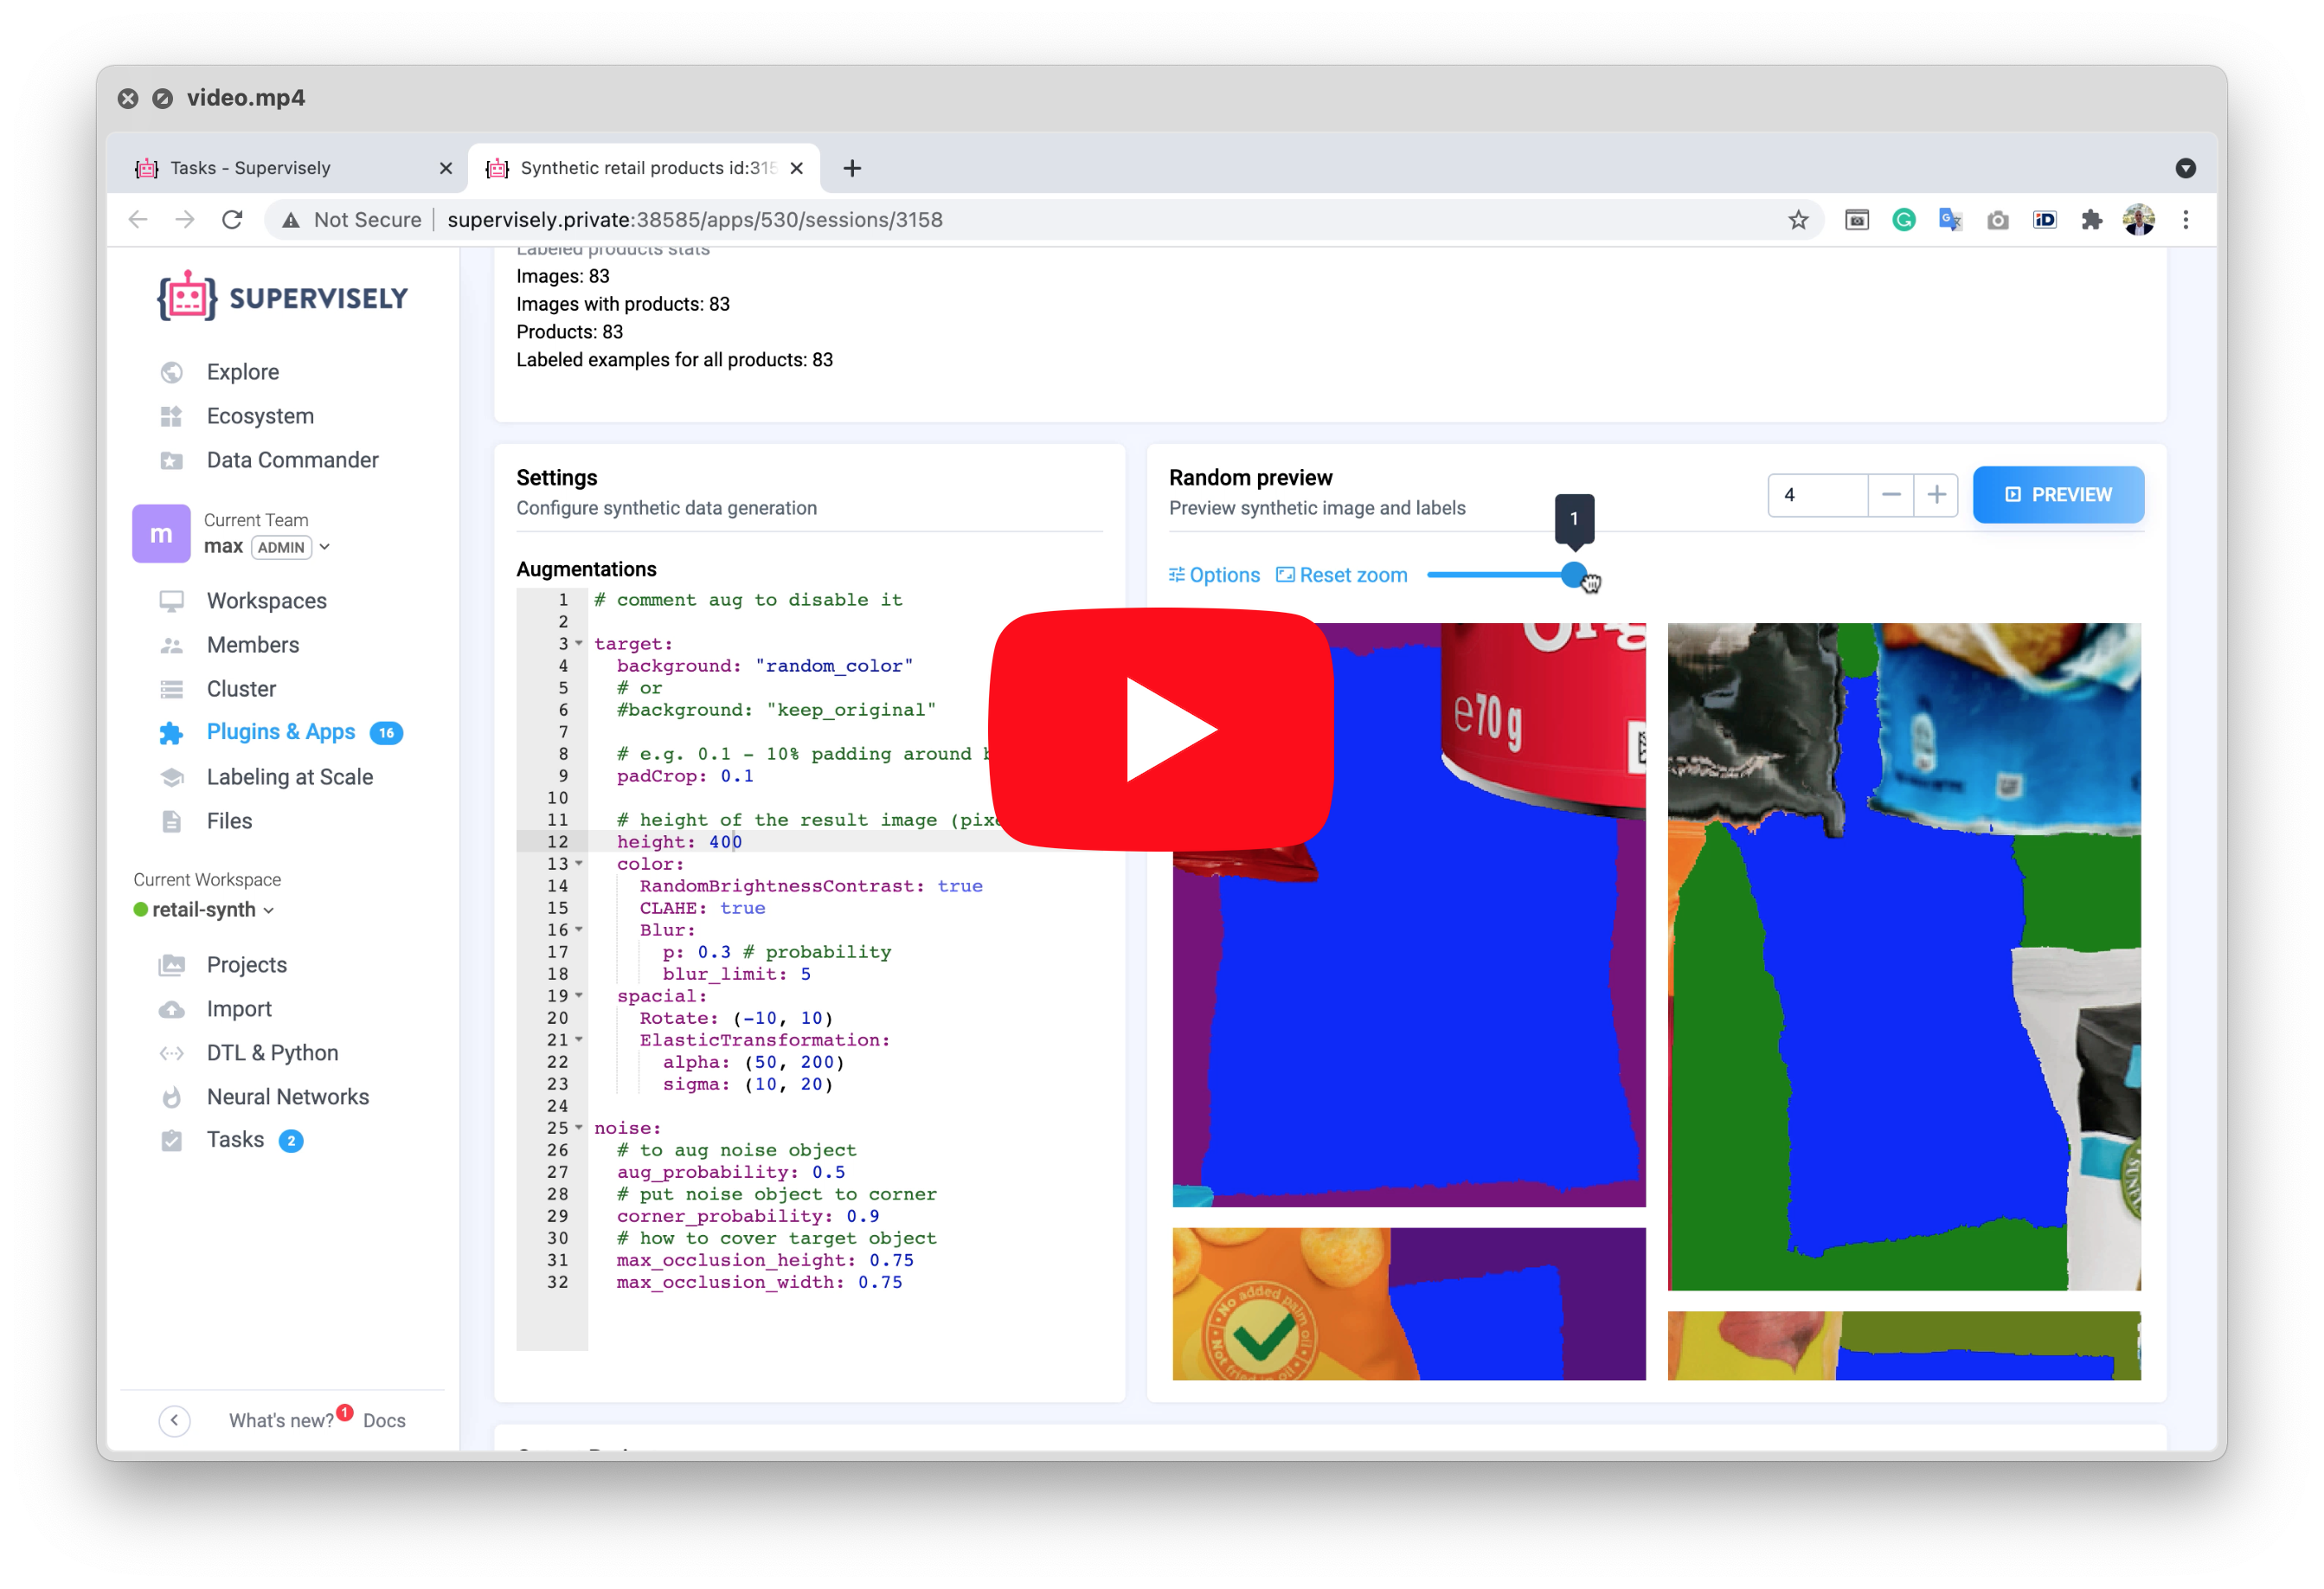 video.mp4
Tasks - Supervisely
Synthetic retail products id:315
Not Secure
supervisely.private:38585/apps/530/sessions/3158
SUPERVISELY
Explore
Ecosystem
Data Commander
m
Current Team
max ADMIN
Workspaces
Members
Cluster
Plugins & Apps 16
Labeling at Scale
Files
Current Workspace
retail-synth
Projects
Import
DTL & Python
Neural Networks
Tasks 2
What's new? 1 Docs
Labeled products stats
Images: 83
Images with products: 83
Products: 83
Labeled examples for all products: 83
Settings
Configure synthetic data generation
Augmentations
1 # comment aug to disable it
2
3 target:
4 background: "random_color"
5 # or
6 #background: "keep_original"
7
8 # e.g. 0.1 - 10% padding around
9 padCrop: 0.1
10
11 # height of the result image
12 height: 400
13 color:
14 RandomBrightnessContrast: true
15 CLAHE: true
16 Blur:
17 p: 0.3 # probability
18 blur_limit: 5
19 spacial:
20 Rotate: (-10, 10)
21 ElasticTransformation:
22 alpha: (50, 200)
23 sigma: (10, 20)
24
25 noise:
26 # to aug noise object
27 aug_probability: 0.5
28 # put noise object to corner
29 corner_probability: 0.9
30 # how to cover target object
31 max_occlusion_height: 0.75
32 max_occlusion_width: 0.75
Random preview
Preview synthetic image and labels
4
PREVIEW
1
Options
Reset zoom
e70 g
No added palm oil